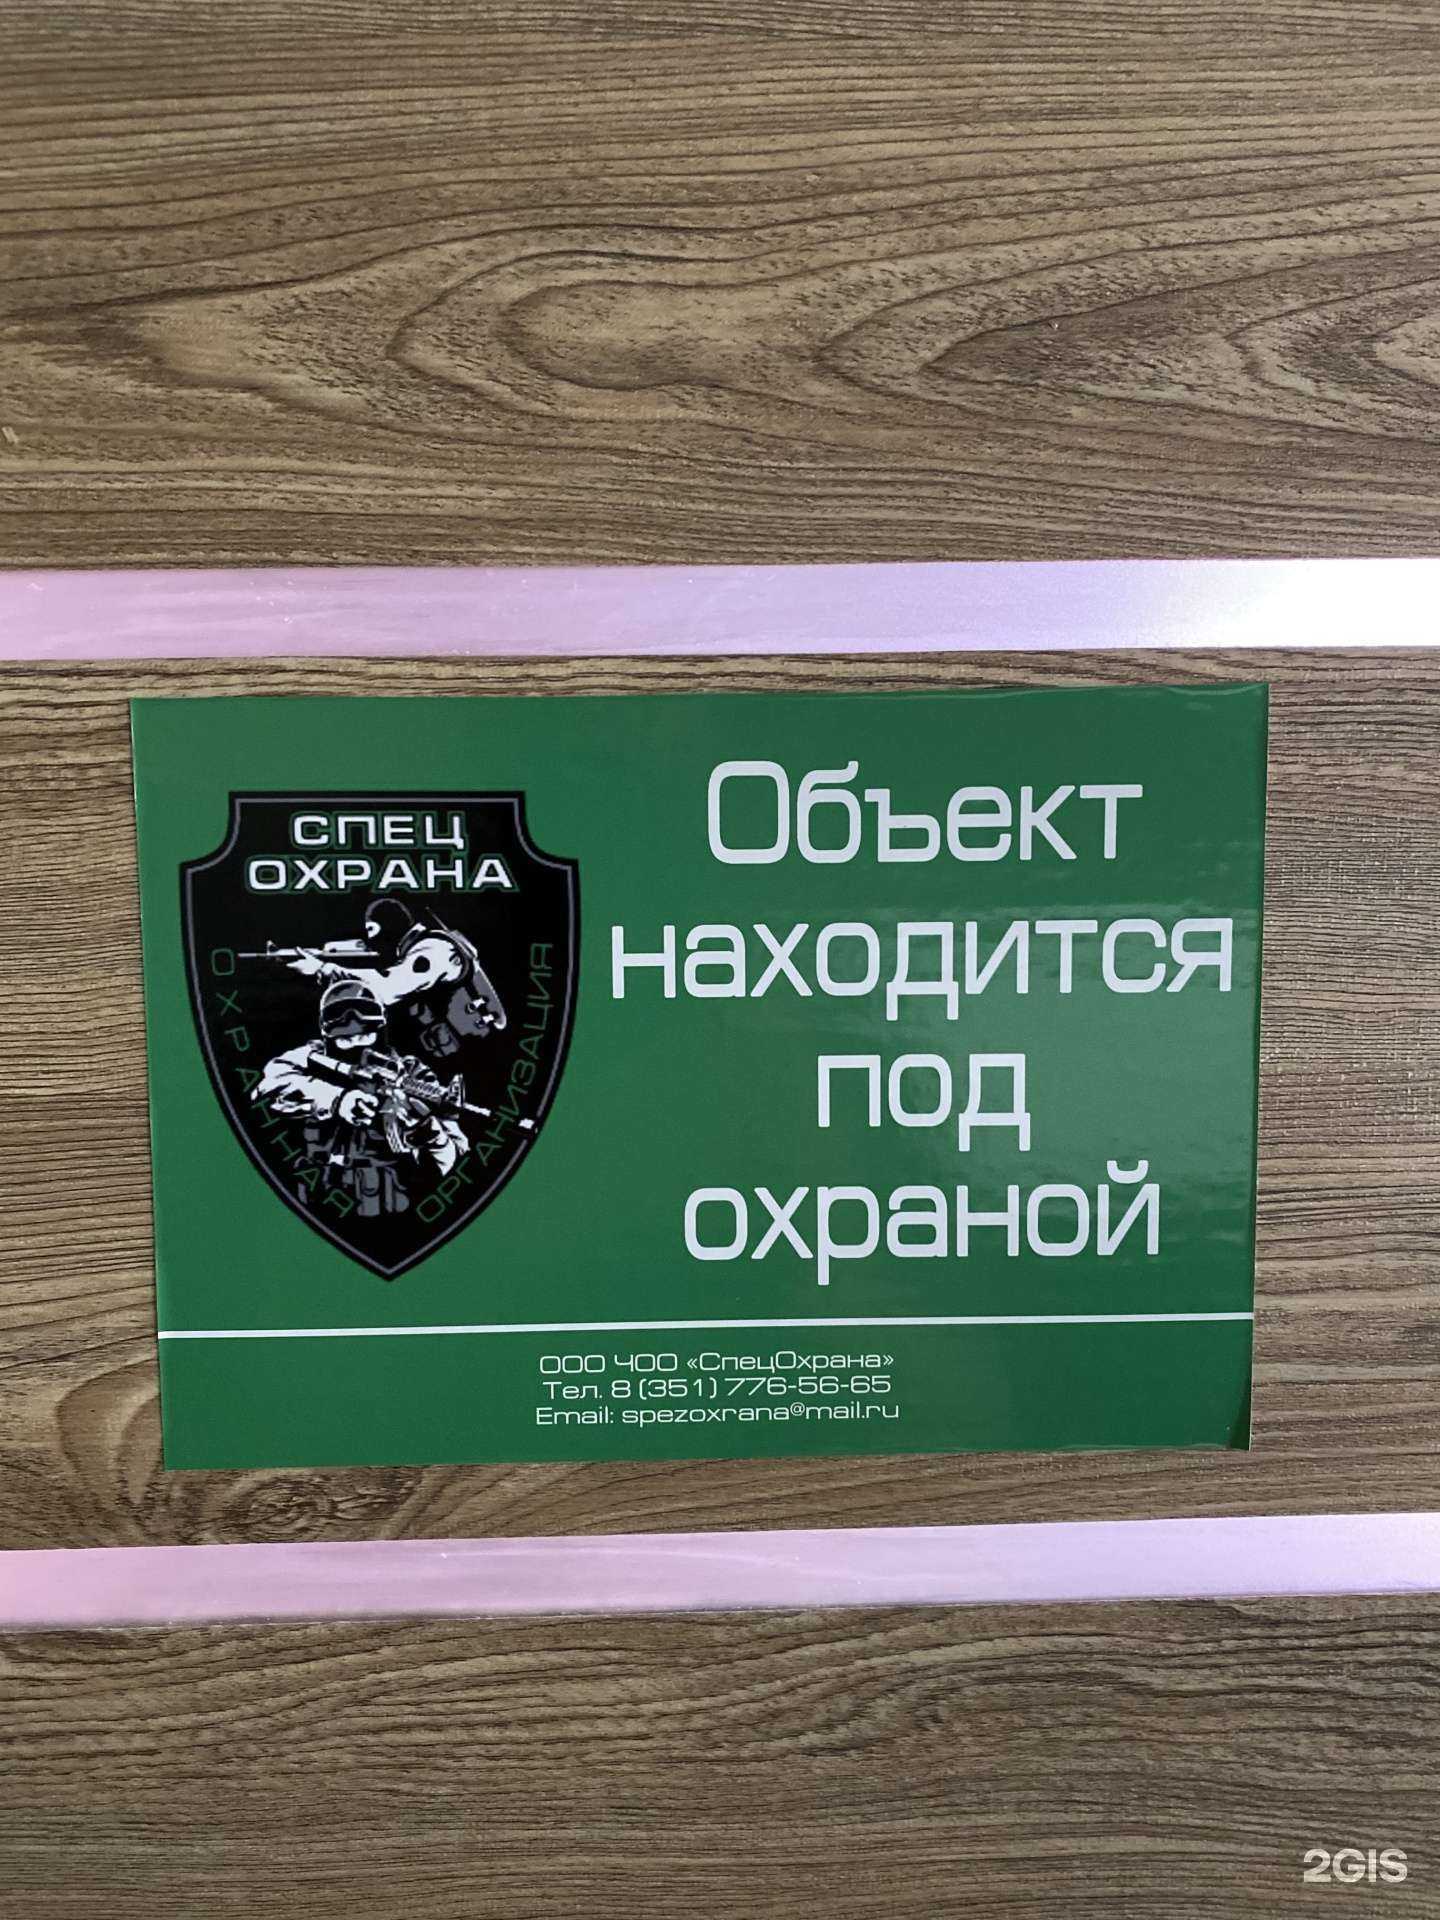 СПЕЦ
ОХРАНА
ОХРАННАЯ
ОРГАНИЗАЦИЯ
Объект
находится
под
охраной
ООО ЧОО «СпецОхрана»
Тел. 8 (351) 776-56-65
Email: spezoxrana@mail.ru
2GIS